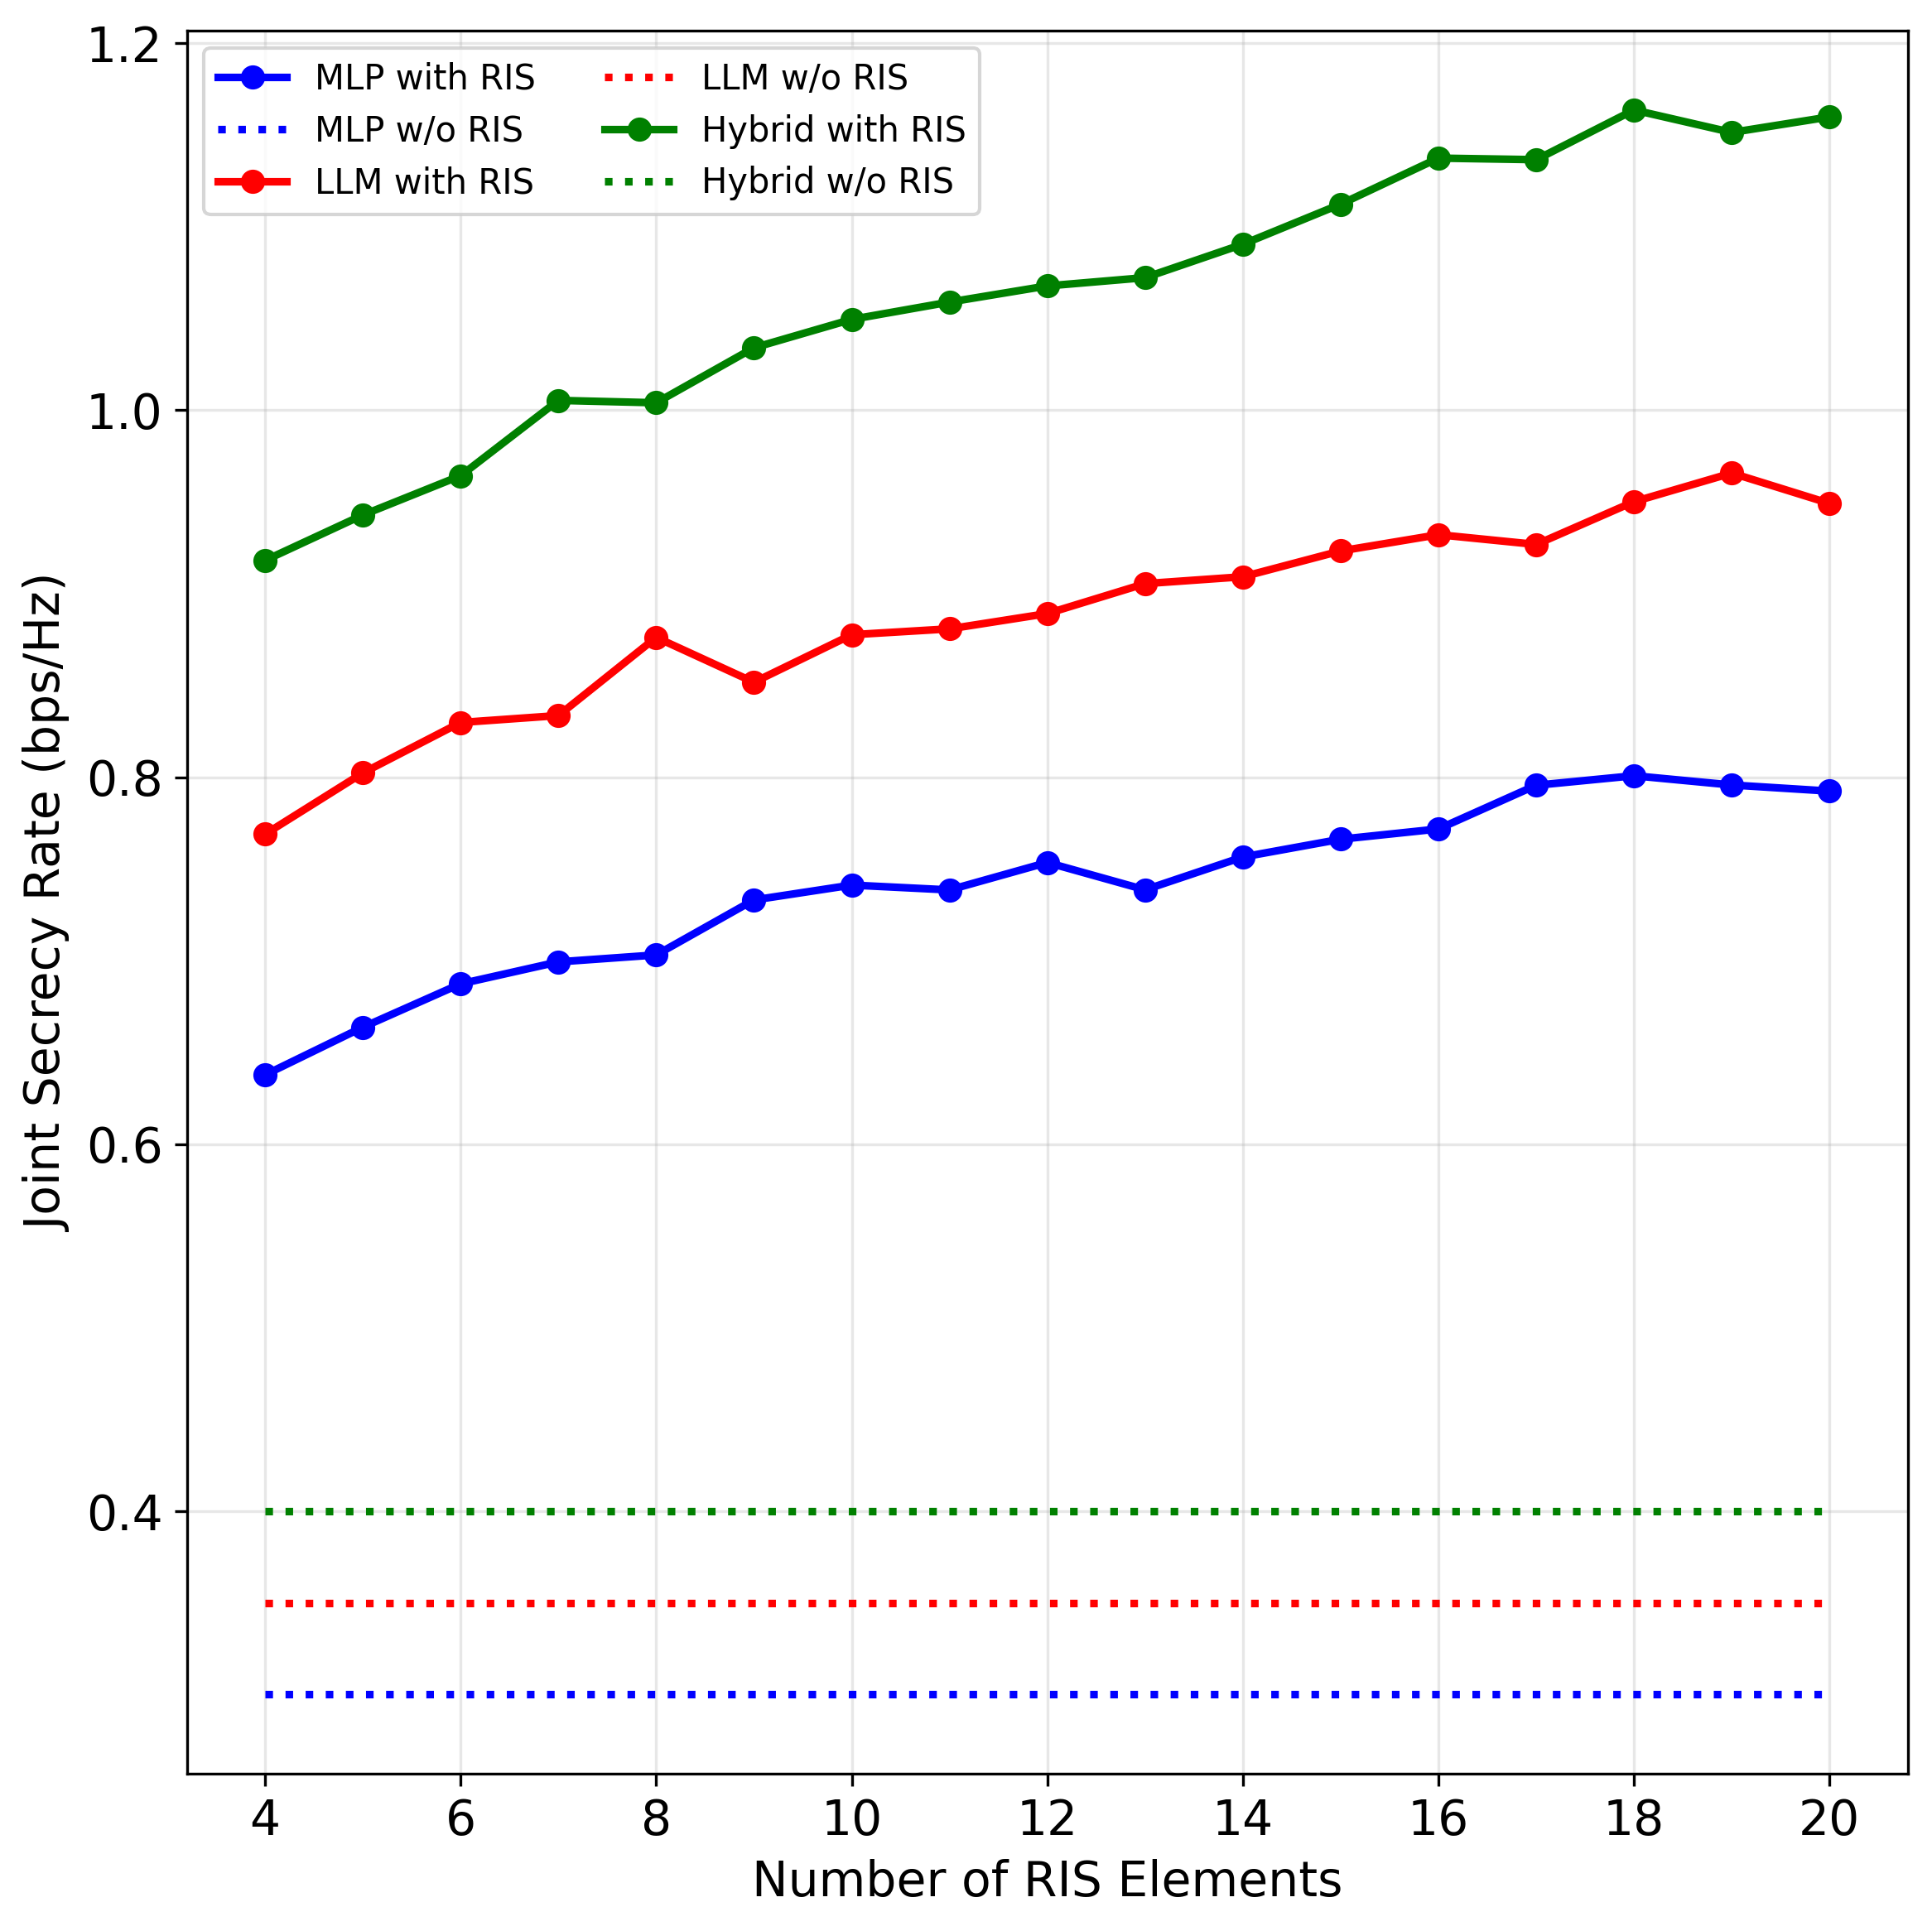 MLP with RIS
MLP w/o RIS
LLM with RIS
LLM w/o RIS
Hybrid with RIS
Hybrid w/o RIS
Joint Secrecy Rate (bps/Hz)
1.2
1.0
0.8
0.6
0.4
4 6 8 10 12 14 16 18 20
Number of RIS Elements